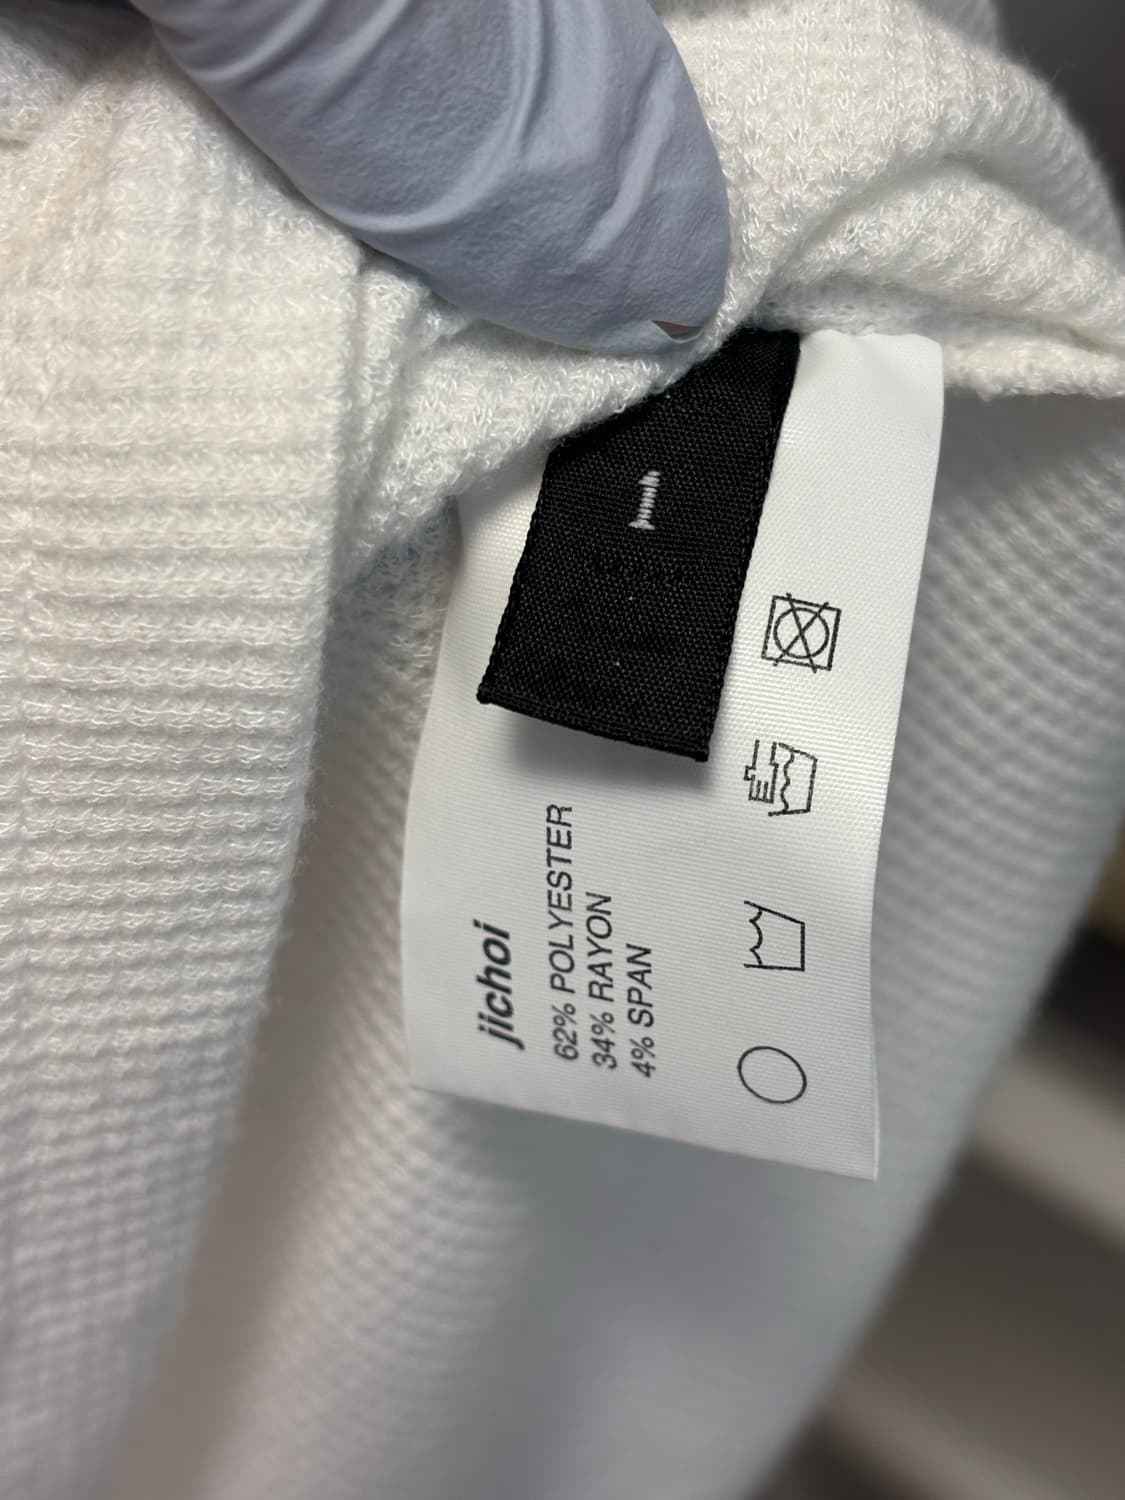 1
jichoi
62% POLYESTER
34% RAYON
4% SPAN